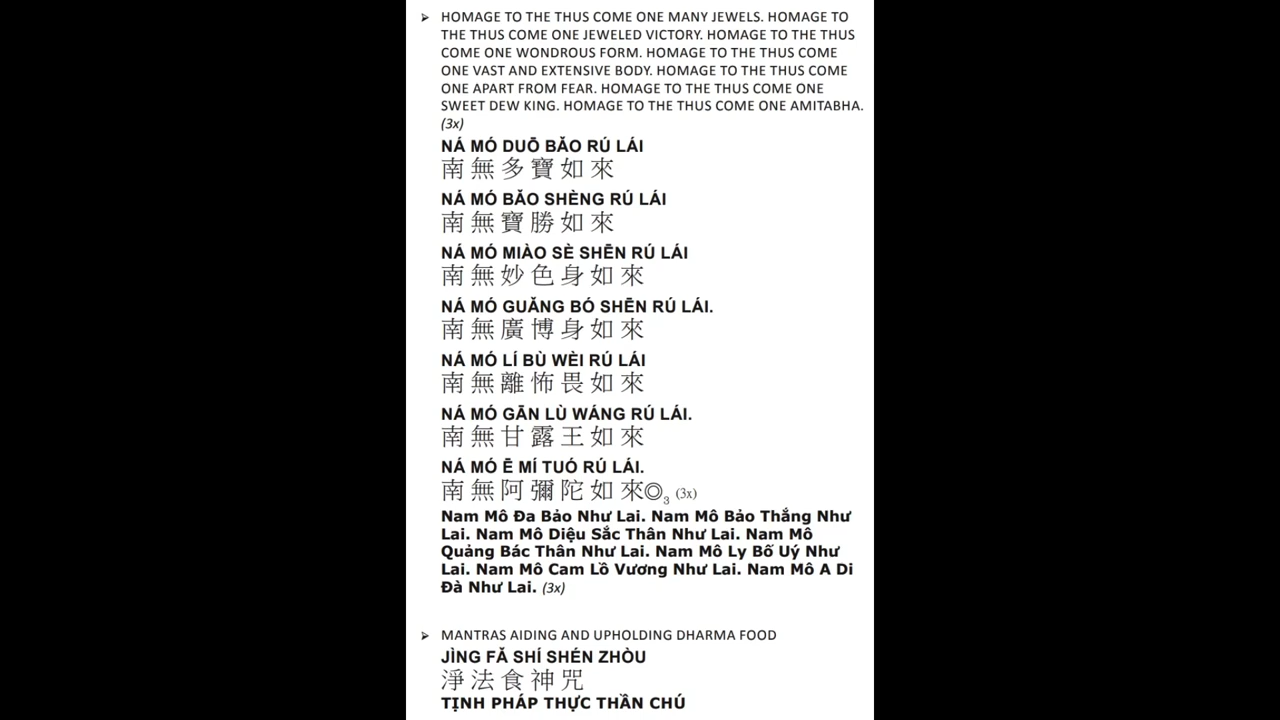 ➢ HOMAGE TO THE THUS COME ONE MANY JEWELS. HOMAGE TO
THE THUS COME ONE JEWELED VICTORY. HOMAGE TO THE THUS
COME ONE WONDROUS FORM. HOMAGE TO THE THUS COME
ONE VAST AND EXTENSIVE BODY. HOMAGE TO THE THUS COME
ONE APART FROM FEAR. HOMAGE TO THE THUS COME ONE
SWEET DEW KING. HOMAGE TO THE THUS COME ONE AMITABHA.
(3x)
NÁ MÓ DUŌ BǍO RÚ LÁI
南無多寶如來
NÁ MÓ BǍO SHÈNG RÚ LÁI
南無寶勝如來
NÁ MÓ MIÀO SÈ SHĒN RÚ LÁI
南無妙色身如來
NÁ MÓ GUǍNG BÓ SHĒN RÚ LÁI.
南無廣博身如來
NÁ MÓ LÍ BÙ WÈI RÚ LÁI
南無離怖畏如來
NÁ MÓ GĀN LÙ WÁNG RÚ LÁI.
南無甘露王如來
NÁ MÓ Ē MÍ TUÓ RÚ LÁI.
南無阿彌陀如來◎3 (3x)
Nam Mô Đa Bảo Như Lai. Nam Mô Bảo Thắng Như
Lai. Nam Mô Diệu Sắc Thân Như Lai. Nam Mô
Quảng Bác Thân Như Lai. Nam Mô Ly Bố Uý Như
Lai. Nam Mô Cam Lồ Vương Như Lai. Nam Mô A Di
Đà Như Lai. (3x)
➢ MANTRAS AIDING AND UPHOLDING DHARMA FOOD
JÌNG FǍ SHÍ SHÉN ZHÒU
淨法食神咒
TỊNH PHÁP THỰC THẦN CHÚ